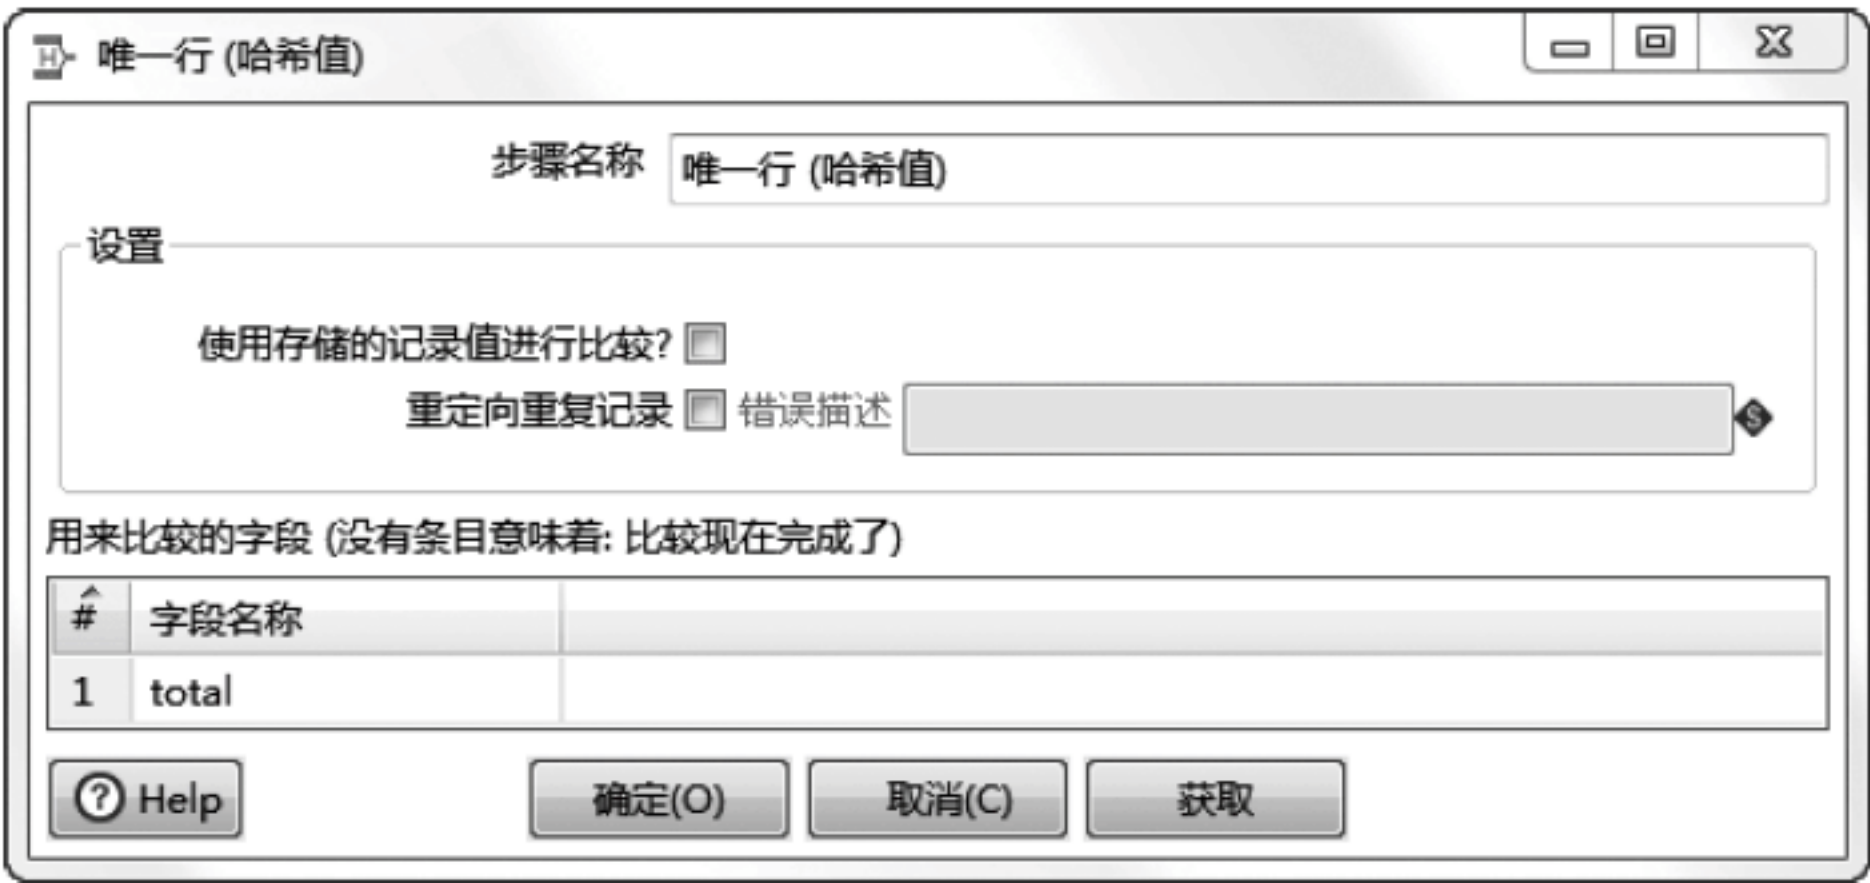 唯一行 (哈希值)
步骤名称 唯一行 (哈希值)
设置
使用存储的记录值进行比较?
重定向重复记录 错误描述
用来比较的字段 (没有条目意味着: 比较现在完成了)
# 字段名称
1 total
Help 确定(O) 取消(C) 获取